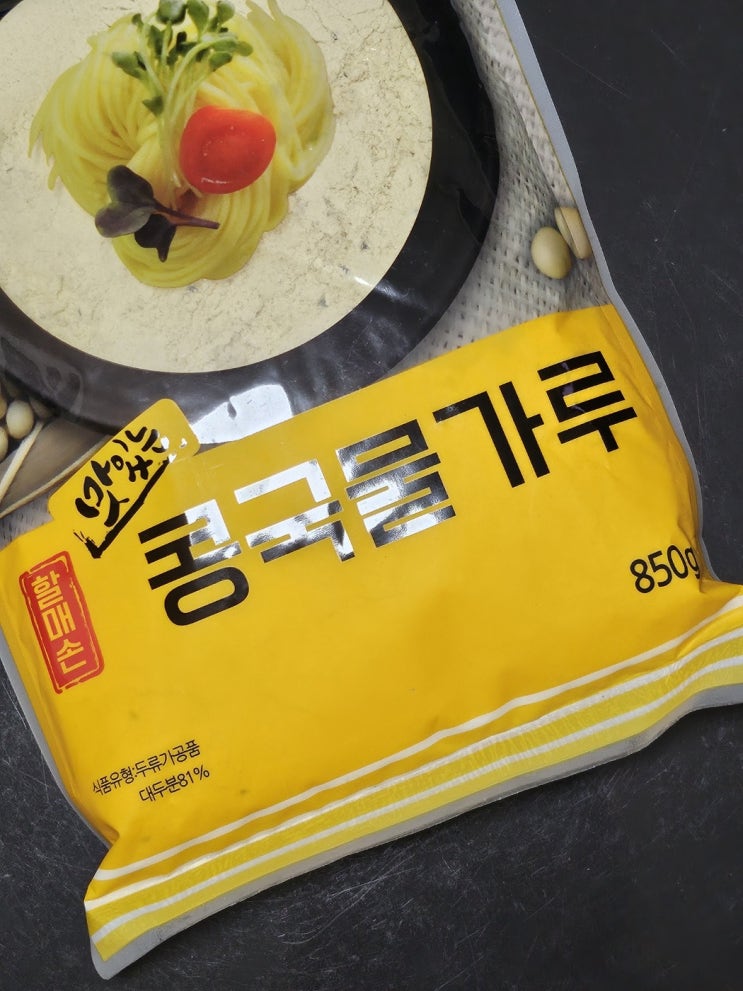 맛있는
콩국물가루
할매손
850g
식품유형:두류가공품
대두분81%